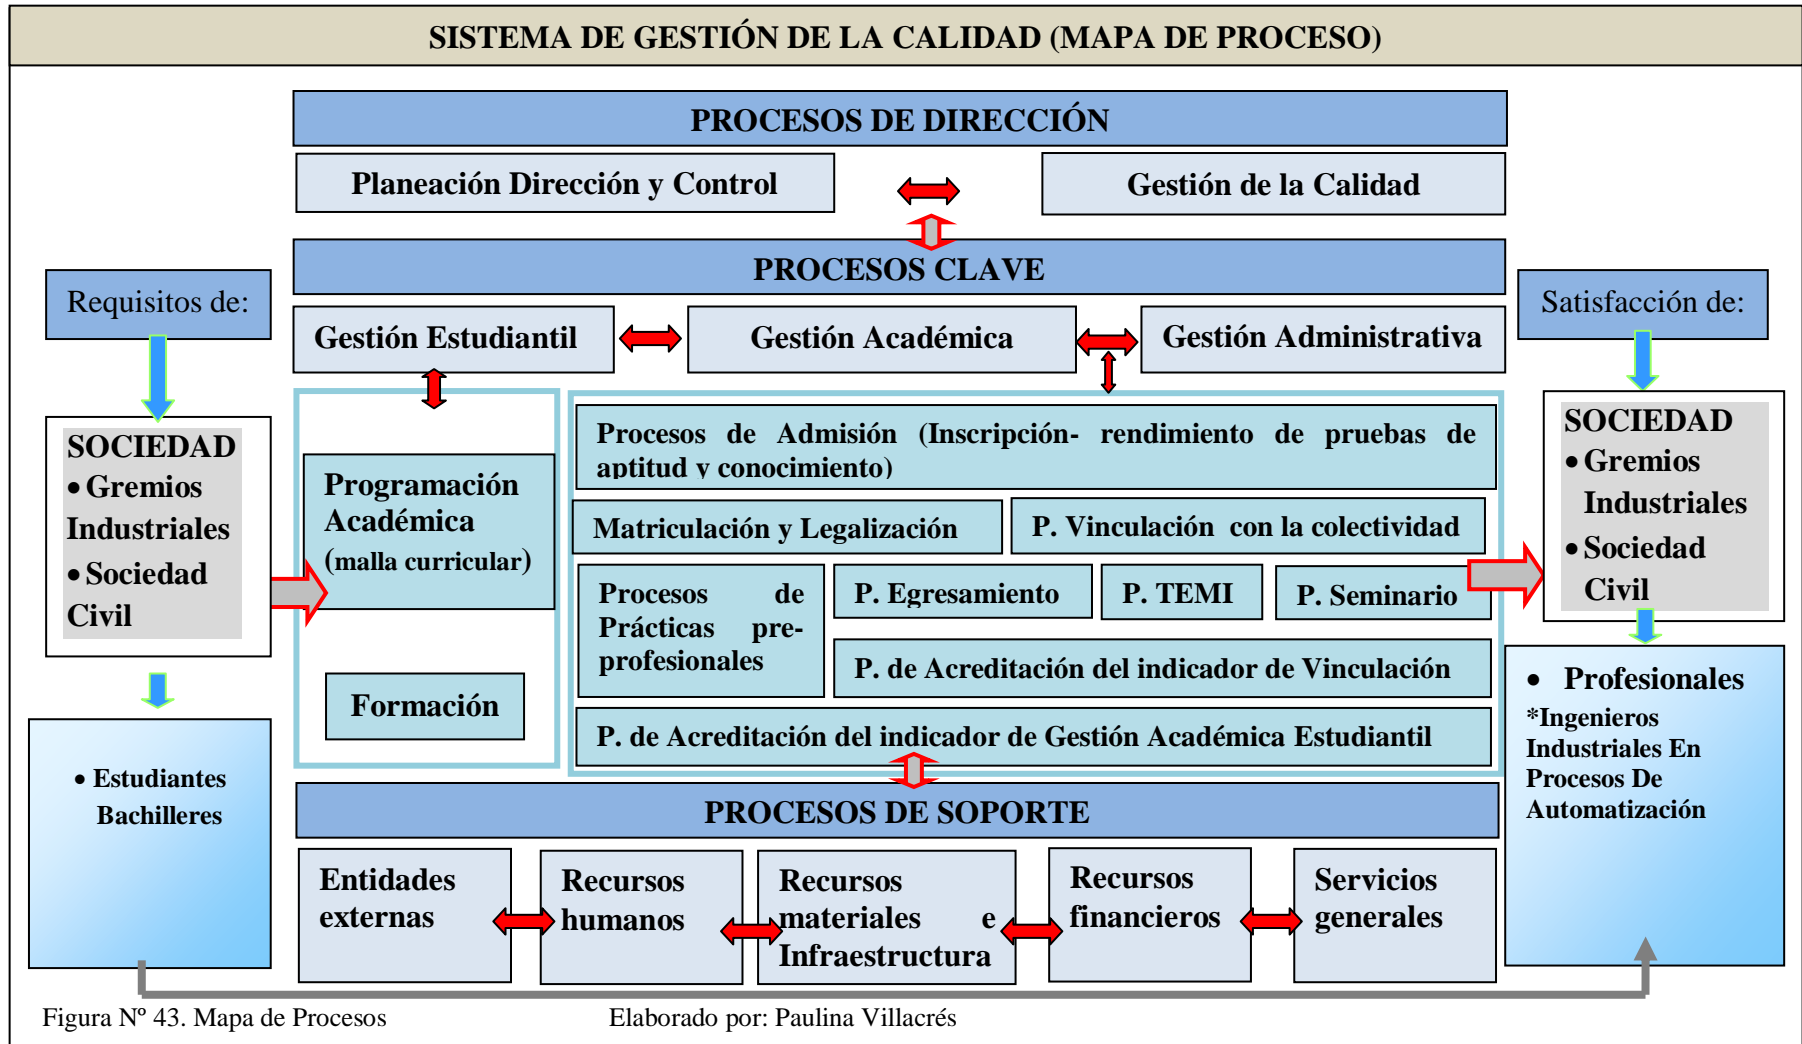 SISTEMA DE GESTIÓN DE LA CALIDAD (MAPA DE PROCESO)
PROCESOS DE DIRECCIÓN
Planeación Dirección y Control
Gestión de la Calidad
PROCESOS CLAVE
Requisitos de:
Satisfacción de:
Gestión Estudiantil
Gestión Académica
Gestión Administrativa
SOCIEDAD
• Gremios
Industriales
• Sociedad
Civil
Programación
Académica
(malla curricular)
Formación
Procesos de Admisión (Inscripción- rendimiento de pruebas de
aptitud y conocimiento)
Matriculación y Legalización
P. Vinculación con la colectividad
Procesos de
Prácticas pre-
profesionales
P. Egresamiento
P. TEMI
P. Seminario
P. de Acreditación del indicador de Vinculación
P. de Acreditación del indicador de Gestión Académica Estudiantil
SOCIEDAD
• Gremios
Industriales
• Sociedad
Civil
• Estudiantes
Bachilleres
• Profesionales
*Ingenieros
Industriales En
Procesos De
Automatización
PROCESOS DE SOPORTE
Entidades
externas
Recursos
humanos
Recursos
materiales e
Infraestructura
Recursos
financieros
Servicios
generales
Figura Nº 43. Mapa de Procesos
Elaborado por: Paulina Villacrés